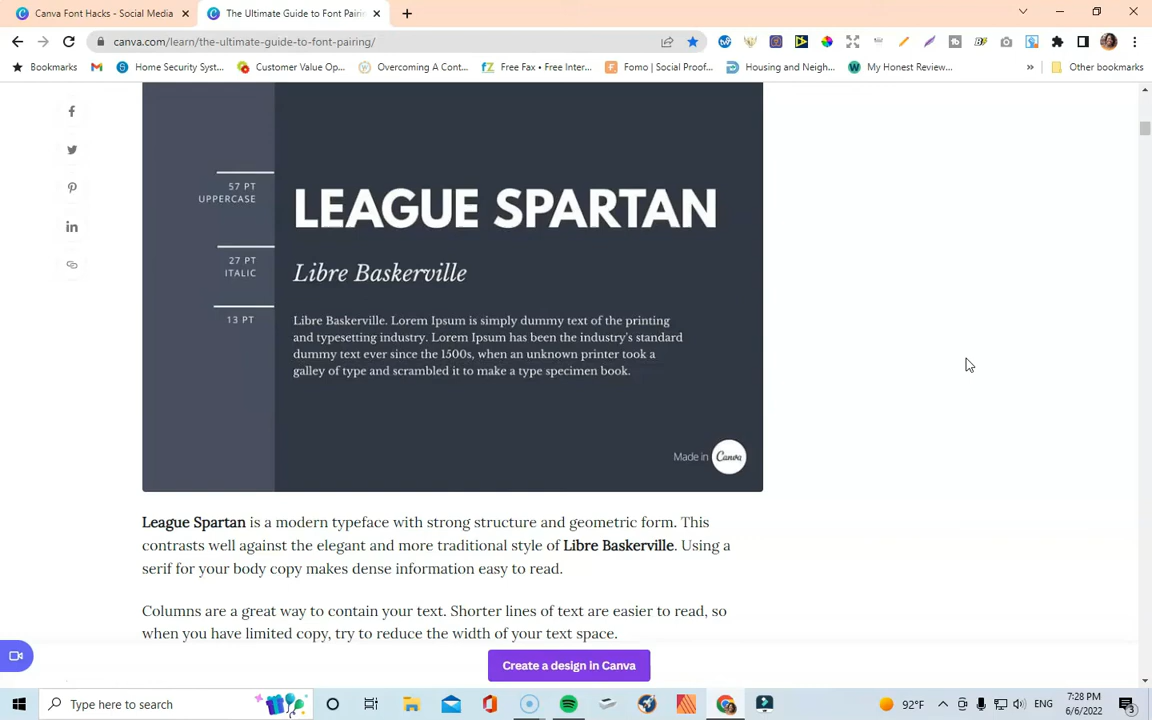 Canva Font Hacks - Social Media
The Ultimate Guide to Font Pairin
canva.com/learn/the-ultimate-guide-to-font-pairing/
Bookmarks
Home Security Syst...
Customer Value Op...
Overcoming A Cont...
Free Fax • Free Inter...
Fomo | Social Proof...
Housing and Neigh...
My Honest Review...
Other bookmarks
57 PT
UPPERCASE
LEAGUE SPARTAN
27 PT
ITALIC
Libre Baskerville
13 PT
Libre Baskerville. Lorem Ipsum is simply dummy text of the printing
and typesetting industry. Lorem Ipsum has been the industry's standard
dummy text ever since the 1500s, when an unknown printer took a
galley of type and scrambled it to make a type specimen book.
Made in Canva
League Spartan is a modern typeface with strong structure and geometric form. This
contrasts well against the elegant and more traditional style of Libre Baskerville. Using a
serif for your body copy makes dense information easy to read.
Columns are a great way to contain your text. Shorter lines of text are easier to read, so
when you have limited copy, try to reduce the width of your text space.
Create a design in Canva
Type here to search
92°F
ENG
7:28 PM
6/6/2022
3